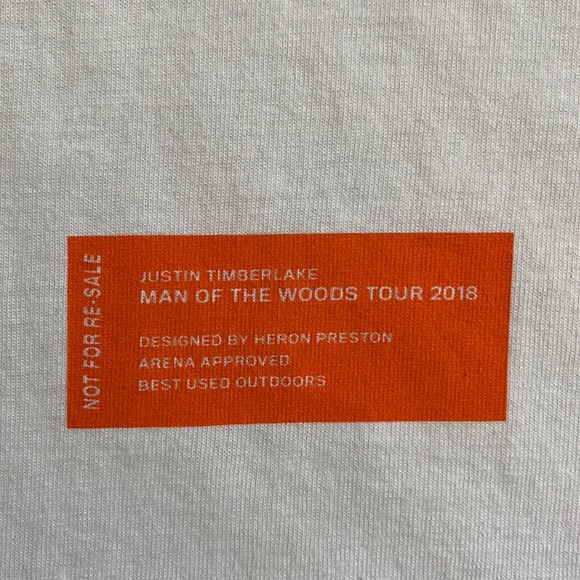 NOT FOR RE-SALE
JUSTIN TIMBERLAKE
MAN OF THE WOODS TOUR 2018
DESIGNED BY HERON PRESTON
ARENA APPROVED
BEST USED OUTDOORS